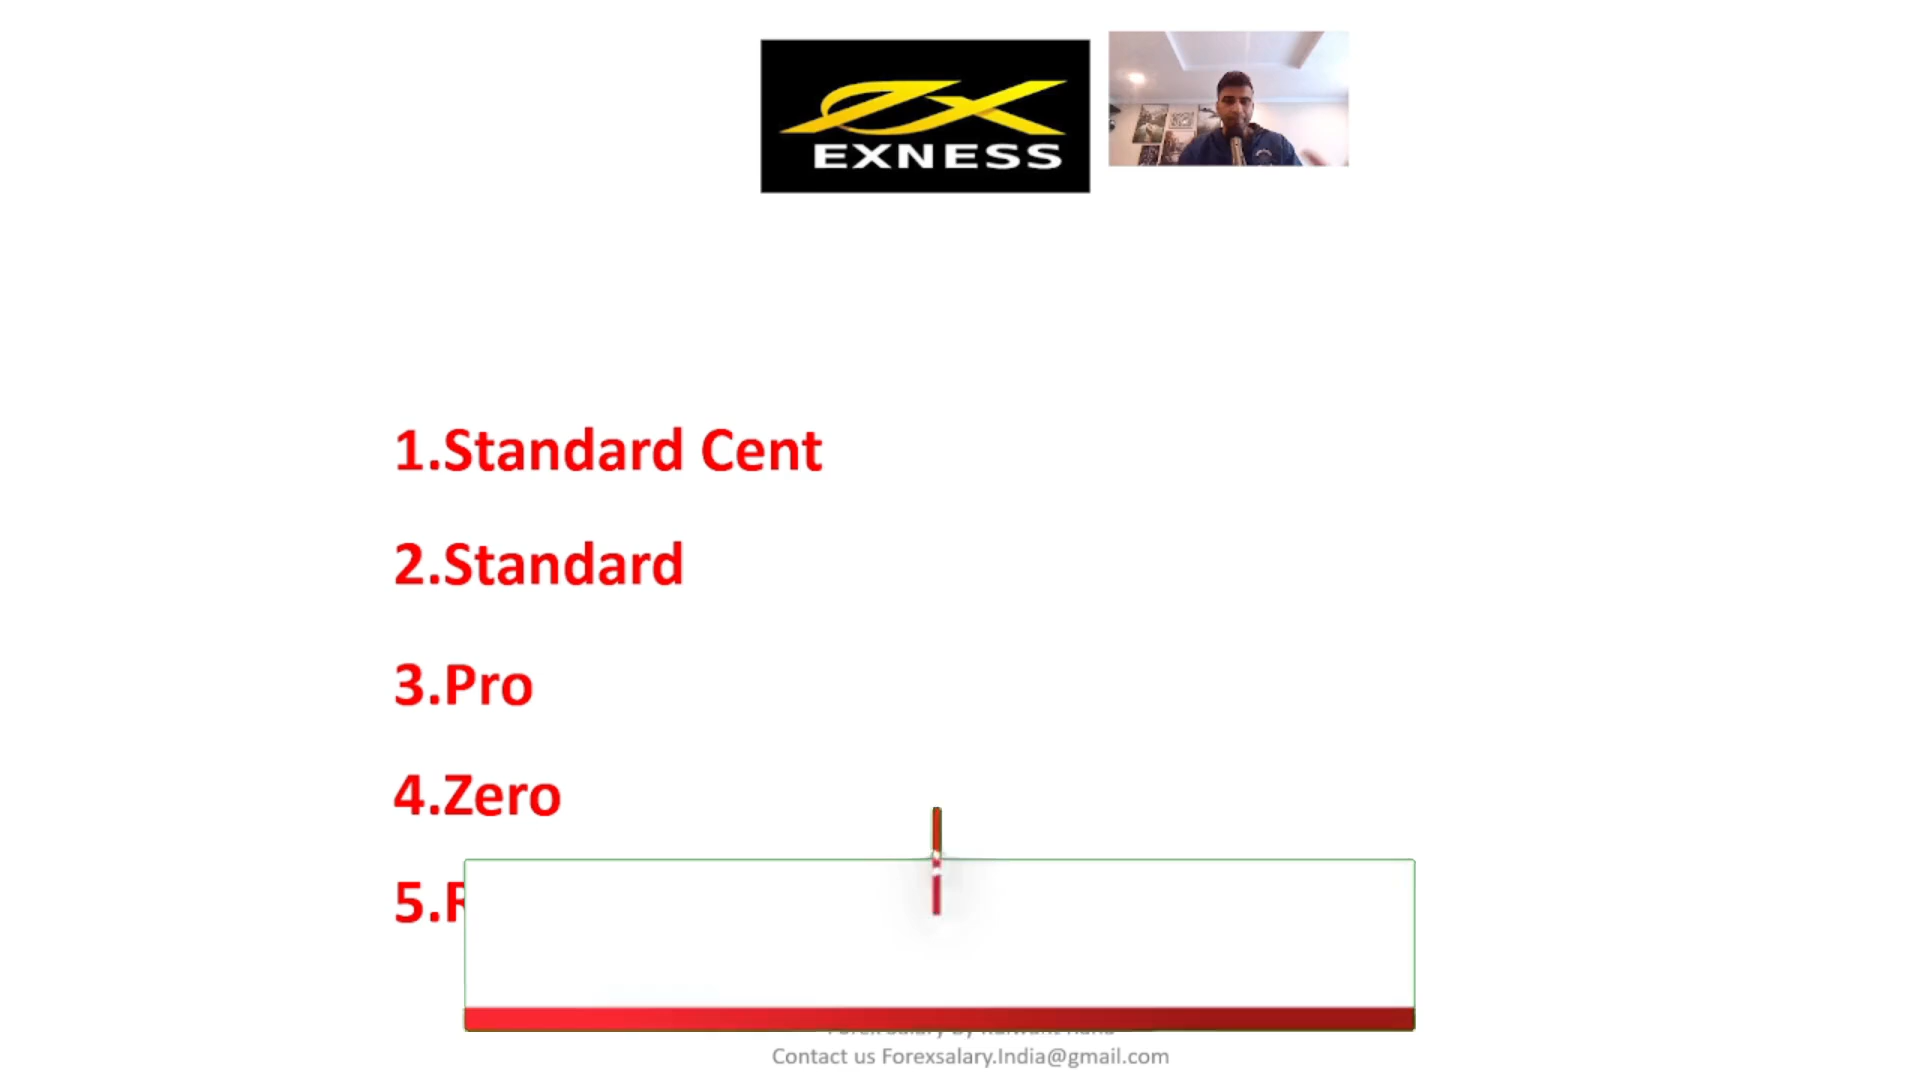 EXNESS
1.Standard Cent
2.Standard
3.Pro
4.Zero
5.R
Contact us Forexsalary.India@gmail.com